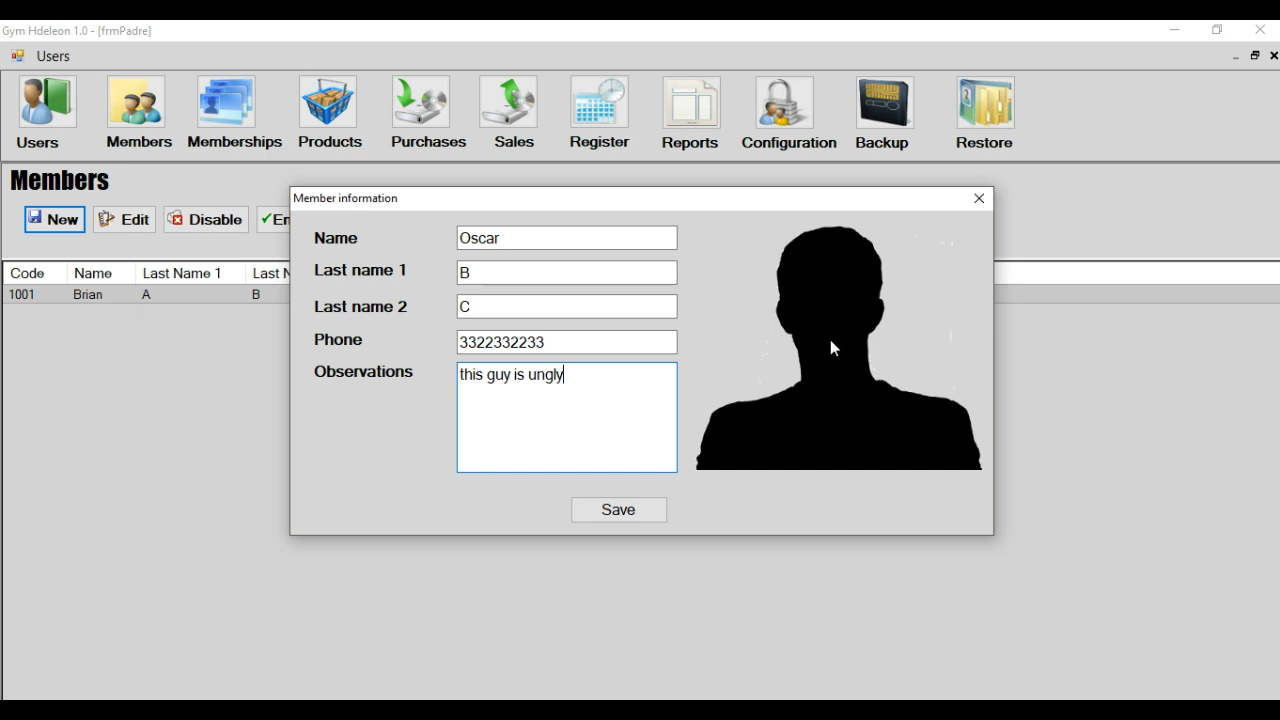 Gym Hdeleon 1.0 - [frmPadre]
Users
Users Members Memberships Products Purchases Sales Register Reports Configuration Backup Restore
Members
New Edit Disable En
Member information
Code Name Last Name 1 Last N
1001 Brian A B
Name Oscar
Last name 1 B
Last name 2 C
Phone 3322332233
Observations this guy is ungly
Save